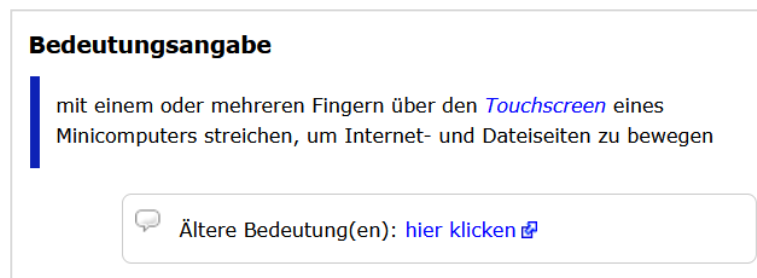 Bedeutungsangabe
mit einem oder mehreren Fingern über den Touchscreen eines
Minicomputers streichen, um Internet- und Dateiseiten zu bewegen
Ältere Bedeutung(en): hier klicken